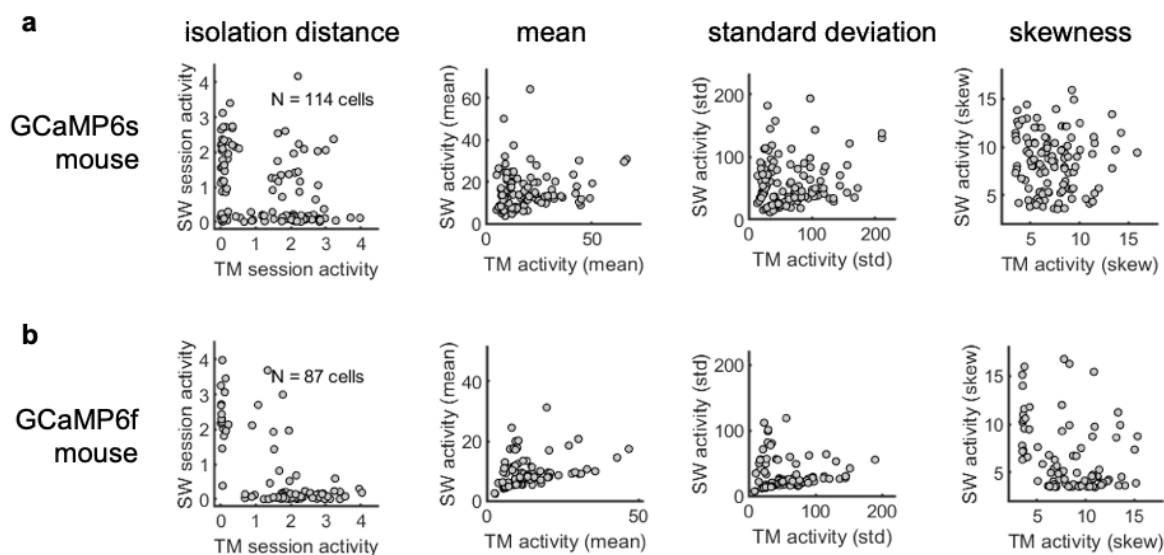 a
isolation distance
mean
standard deviation
skewness
GCaMP6s
mouse
SW session activity
4
3
2
1
0
N = 114 cells
0 1 2 3 4
TM session activity
SW activity (mean)
60
40
20
0
0 50
TM activity (mean)
SW activity (std)
200
100
0
0 100 200
TM activity (std)
SW activity (skew)
15
10
5
5 10 15
TM activity (skew)
b
GCaMP6f
mouse
SW session activity
4
3
2
1
0
N = 87 cells
0 1 2 3 4
TM session activity
SW activity (mean)
40
20
0
0 50
TM activity (mean)
SW activity (std)
200
100
0
0 100 200
TM activity (std)
SW activity (skew)
15
10
5
5 10 15
TM activity (skew)